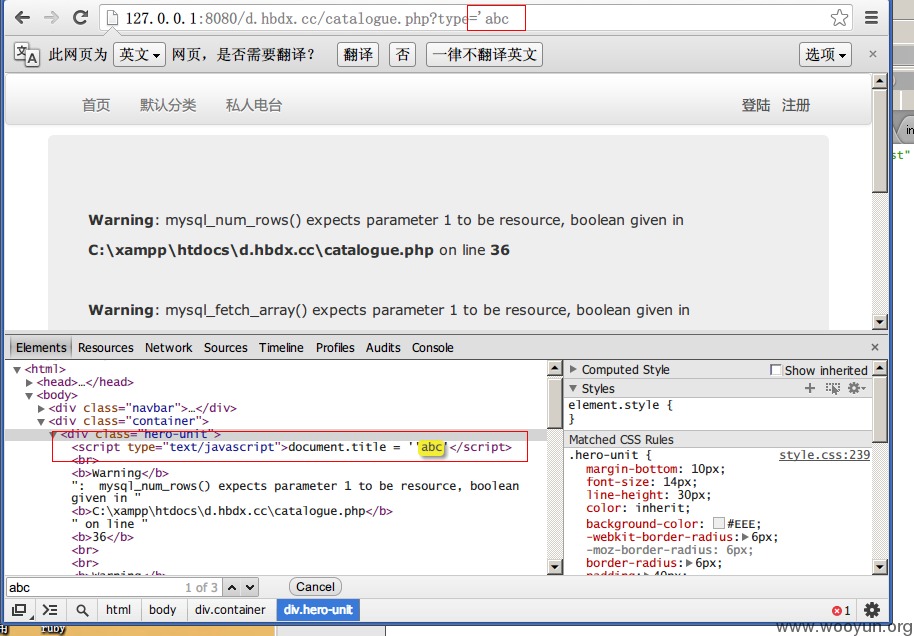 127.0.0.1:8080/d.hbdx.cc/catalogue.php?type='abc
此网页为 英文 网页，是否需要翻译？ 翻译 否 一律不翻译英文 选项 ×
首页 默认分类 私人电台 登陆 注册
in
st"
Warning: mysql_num_rows() expects parameter 1 to be resource, boolean given in
C:\xampp\htdocs\d.hbdx.cc\catalogue.php on line 36
Warning: mysql_fetch_array() expects parameter 1 to be resource, boolean given in
Elements Resources Network Sources Timeline Profiles Audits Console ×
▼<html>
▶<head>…</head>
▼<body>
▶<div class="navbar">…</div>
▼<div class="container">
▼<div class="hero-unit">
<script type="text/javascript">document.title = ''abc'</script>
<br>
<b>Warning</b>
":  mysql_num_rows() expects parameter 1 to be resource, boolean
given in "
<b>C:\xampp\htdocs\d.hbdx.cc\catalogue.php</b>
" on line "
<b>36</b>
<br>
<br>
<b>Warning</b>
▶ Computed Style Show inherited
▼ Styles
element.style {
}
Matched CSS Rules
.hero-unit { style.css:239
margin-bottom: 10px;
font-size: 14px;
line-height: 30px;
color: inherit;
background-color: #EEE;
-webkit-border-radius:▶6px;
-moz-border-radius: 6px;
border-radius:▶6px;
padding:▶40px;
abc 1 of 3 Cancel
html body div.container div.hero-unit 1
ruby
www.wooyun.org